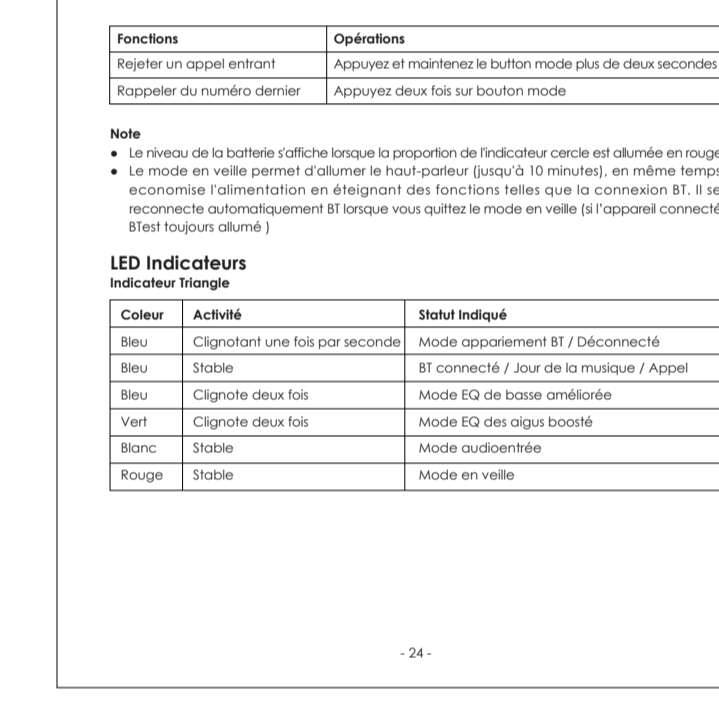 Fonctions Opérations
Rejeter un appel entrant Appuyez et maintenez le button mode plus de deux secondes
Rappeler du numéro dernier Appuyez deux fois sur bouton mode
Note
● Le niveau de la batterie s'affiche lorsque la proportion de l'indicateur cercle est allumée en rouge
● Le mode en veille permet d'allumer le haut-parleur (jusqu'à 10 minutes), en même temps
economise l'alimentation en éteignant des fonctions telles que la connexion BT. Il se
reconnecte automatiquement BT lorsque vous quittez le mode en veille (si l'appareil connecté
BTest toujours allumé )
LED Indicateurs
Indicateur Triangle
Coleur Activité Statut Indiqué
Bleu Clignotant une fois par seconde Mode appariement BT / Déconnecté
Bleu Stable BT connecté / Jour de la musique / Appel
Bleu Clignote deux fois Mode EQ de basse améliorée
Vert Clignote deux fois Mode EQ des aigus boosté
Blanc Stable Mode audioentrée
Rouge Stable Mode en veille
- 24 -